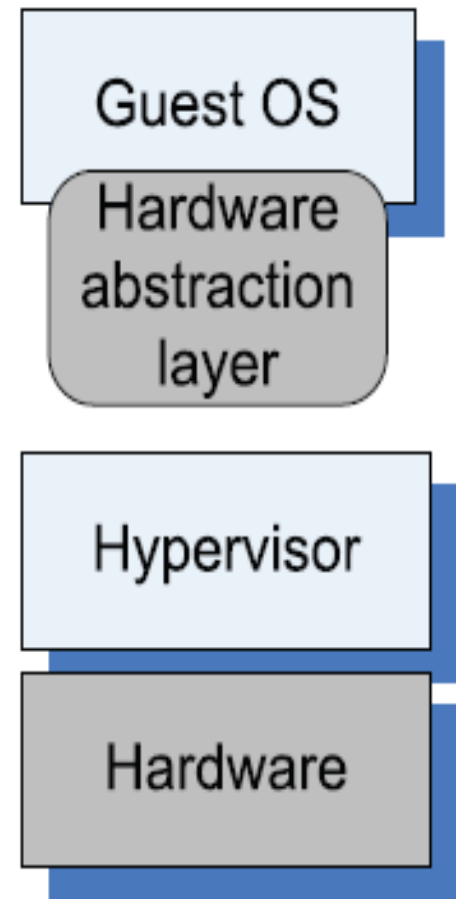 Guest OS
Hardware
abstraction
layer
Hypervisor
Hardware